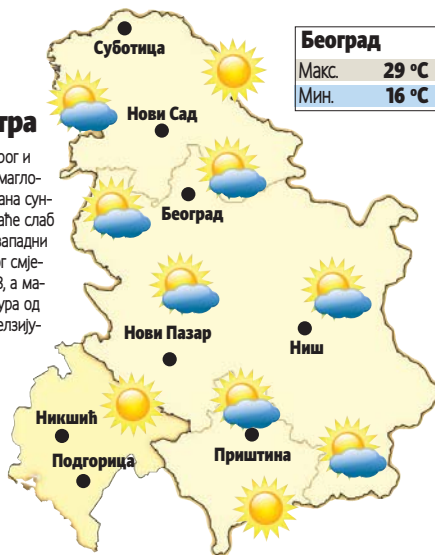 Суботица
Београд
Макс. 29 °C
Мин. 16 °C
Нови Сад
Београд
Нови Пазар
Ниш
Никшић
Подгорица
Приштина
тра
рог и
магло-
ана сун-
аће слаб
западни
ог смје-
8, а ма-
ура од
елзију-